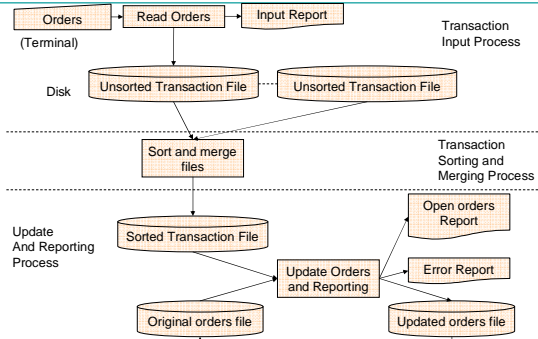 Orders
(Terminal)
Read Orders
Input Report
Transaction
Input Process
Disk
Unsorted Transaction File
Unsorted Transaction File
Sort and merge
files
Transaction
Sorting and
Merging Process
Update
And Reporting
Process
Sorted Transaction File
Open orders
Report
Update Orders
and Reporting
Error Report
Original orders file
Updated orders file